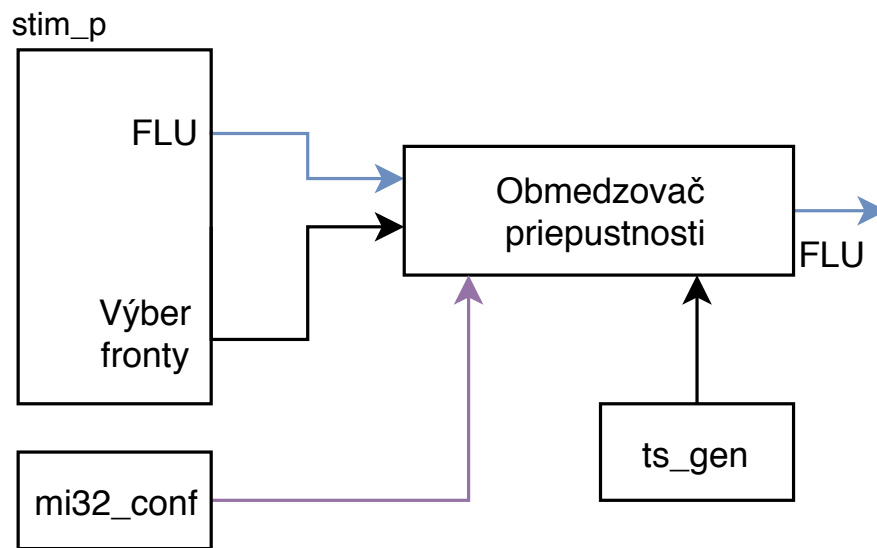 stim_p
FLU
Obmedzovač
priepustnosti
FLU
Výber
fronty
ts_gen
mi32_conf